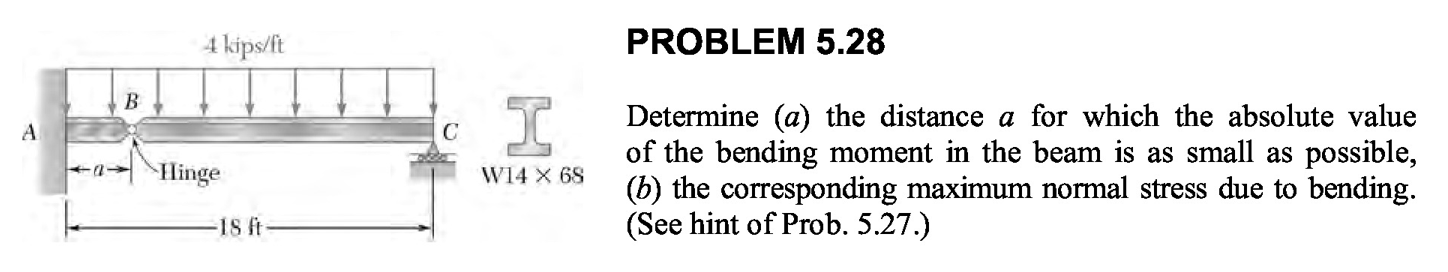 4 kips/ft
B
A
C
a
Hinge
W14 × 68
18 ft
PROBLEM 5.28
Determine (a) the distance a for which the absolute value
of the bending moment in the beam is as small as possible,
(b) the corresponding maximum normal stress due to bending.
(See hint of Prob. 5.27.)